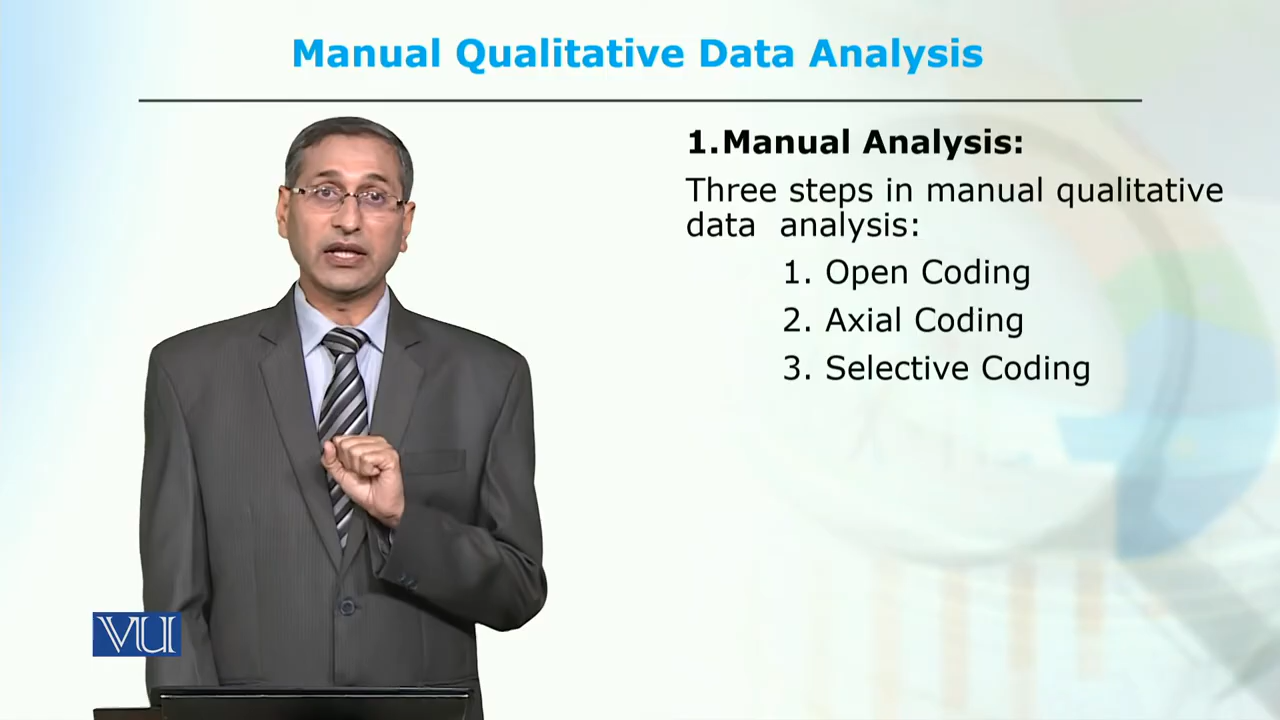 Manual Qualitative Data Analysis
1.Manual Analysis:
Three steps in manual qualitative
data analysis:
1. Open Coding
2. Axial Coding
3. Selective Coding
VU